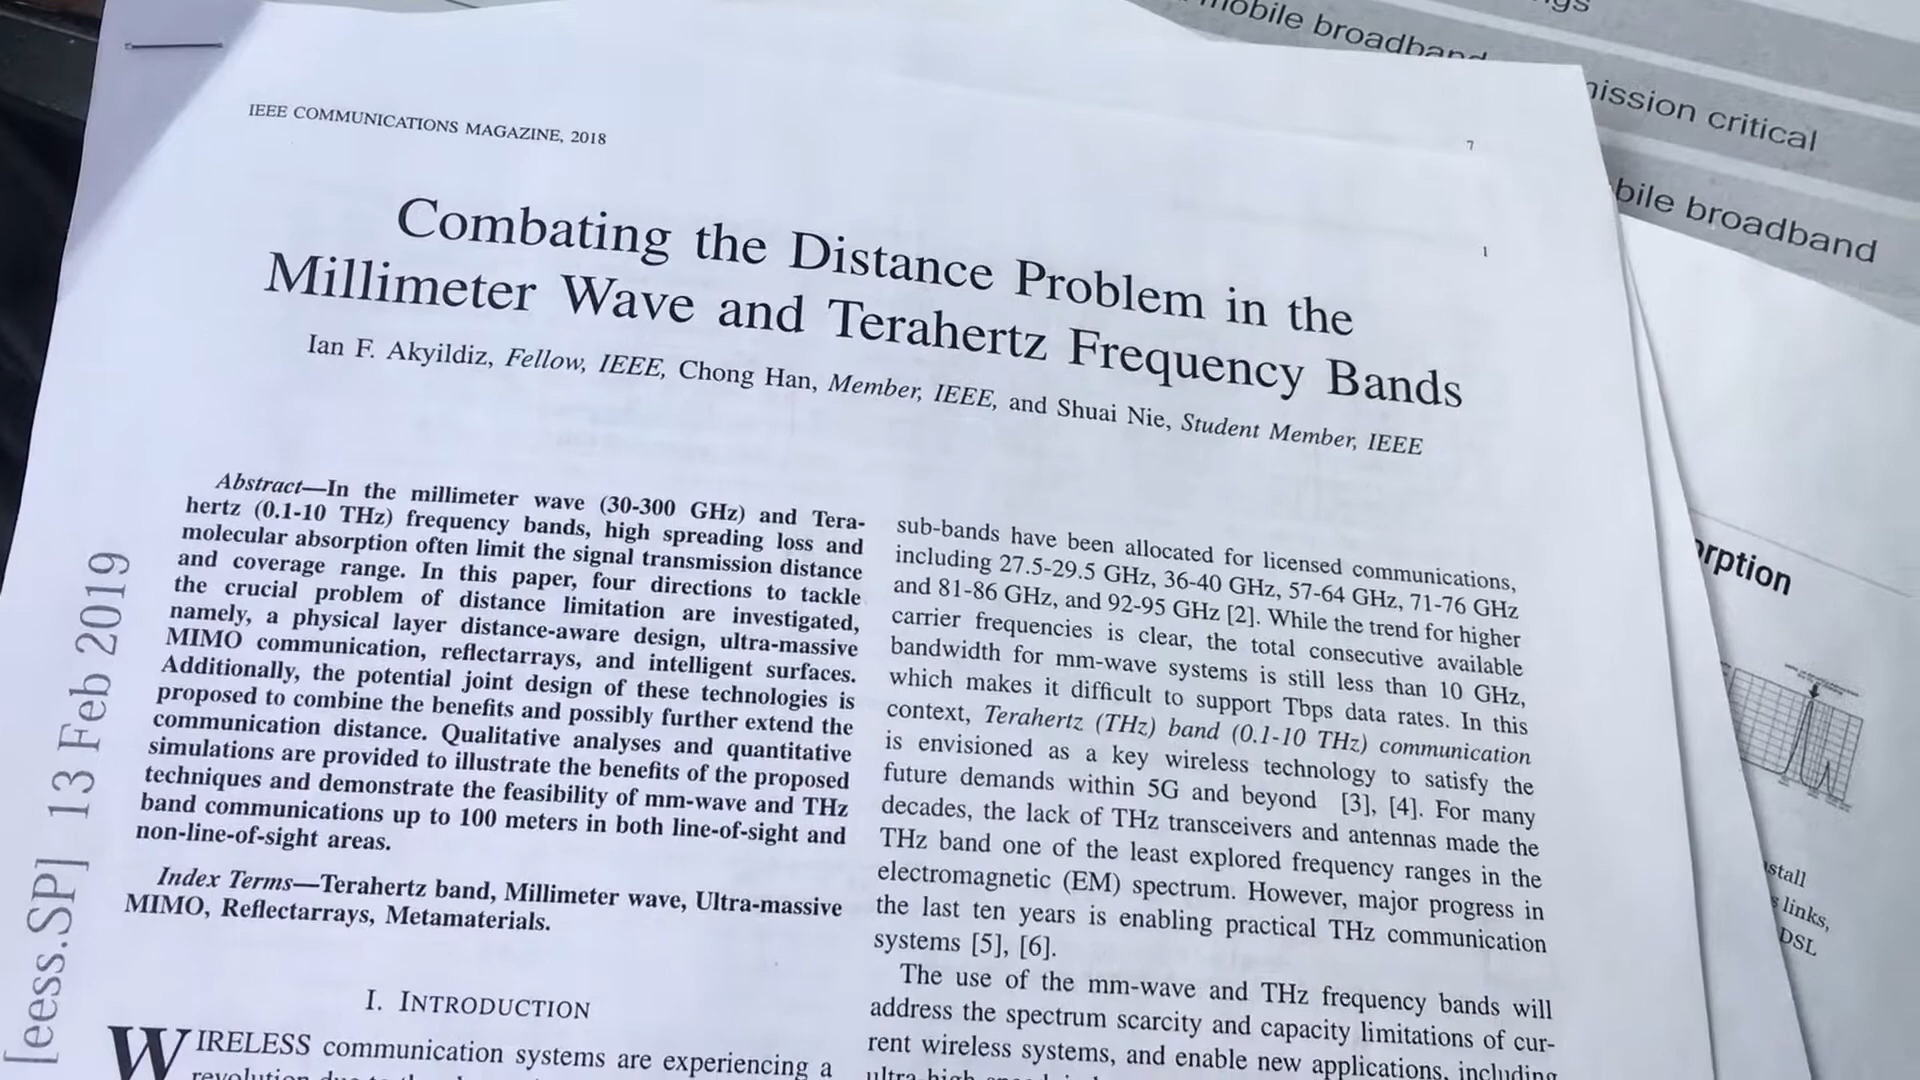 IEEE COMMUNICATIONS MAGAZINE, 2018
7
1
Combating the Distance Problem in the
Millimeter Wave and Terahertz Frequency Bands
Ian F. Akyildiz, Fellow, IEEE, Chong Han, Member, IEEE, and Shuai Nie, Student Member, IEEE
Abstract—In the millimeter wave (30-300 GHz) and Tera-
hertz (0.1-10 THz) frequency bands, high spreading loss and
molecular absorption often limit the signal transmission distance
and coverage range. In this paper, four directions to tackle
the crucial problem of distance limitation are investigated,
namely, a physical layer distance-aware design, ultra-massive
MIMO communication, reflectarrays, and intelligent surfaces.
Additionally, the potential joint design of these technologies is
proposed to combine the benefits and possibly further extend the
communication distance. Qualitative analyses and quantitative
simulations are provided to illustrate the benefits of the proposed
techniques and demonstrate the feasibility of mm-wave and THz
band communications up to 100 meters in both line-of-sight and
non-line-of-sight areas.
Index Terms—Terahertz band, Millimeter wave, Ultra-massive
MIMO, Reflectarrays, Metamaterials.
I. INTRODUCTION
WIRELESS communication systems are experiencing a
revolution
sub-bands have been allocated for licensed communications,
including 27.5-29.5 GHz, 36-40 GHz, 57-64 GHz, 71-76 GHz
and 81-86 GHz, and 92-95 GHz [2]. While the trend for higher
carrier frequencies is clear, the total consecutive available
bandwidth for mm-wave systems is still less than 10 GHz,
which makes it difficult to support Tbps data rates. In this
context, Terahertz (THz) band (0.1-10 THz) communication
is envisioned as a key wireless technology to satisfy the
future demands within 5G and beyond [3], [4]. For many
decades, the lack of THz transceivers and antennas made the
THz band one of the least explored frequency ranges in the
electromagnetic (EM) spectrum. However, major progress in
the last ten years is enabling practical THz communication
systems [5], [6].
The use of the mm-wave and THz frequency bands will
address the spectrum scarcity and capacity limitations of cur-
rent wireless systems, and enable new applications, including
[eess.SP] 13 Feb 2019
mobile broadband
ission critical
bile broadband
rption
stall
links,
DSL